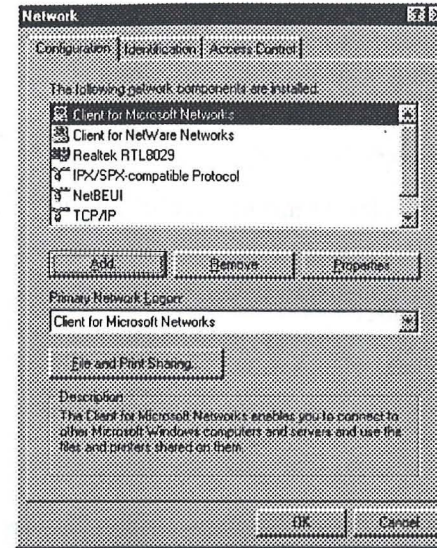 Network
Configuration Identification Access Control
The following network components are installed:
Client for Microsoft Networks
Client for NetWare Networks
Realtek RTL8029
IPX/SPX-compatible Protocol
NetBEUI
TCP/IP
Add... Remove Properties
Primary Network Logon:
Client for Microsoft Networks
File and Print Sharing...
Description
The Client for Microsoft Networks enables you to connect to
other Microsoft Windows computers and servers and use the
files and printers shared on them.
OK Cancel